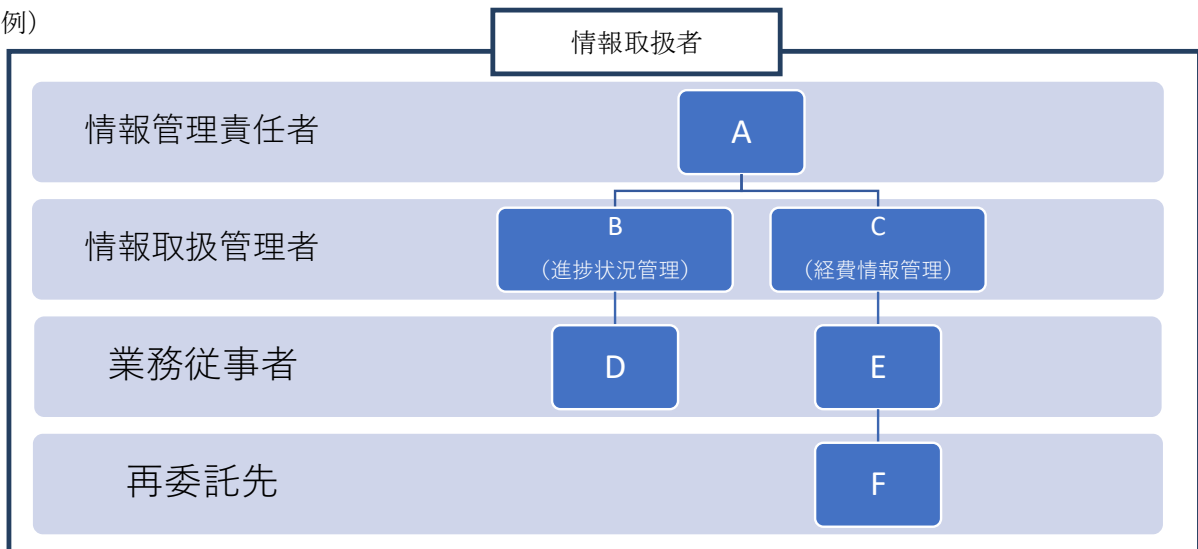 例）
情報取扱者
情報管理責任者
A
情報取扱管理者
B
（進捗状況管理）
C
（経費情報管理）
業務従事者
D
E
再委託先
F